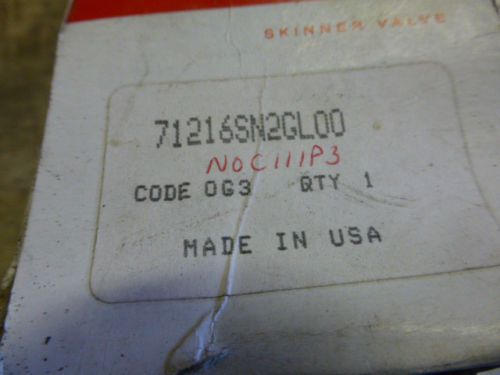 SKINNER VALVE
71216SN2GL00
NOC111P3
CODE 0G3 QTY 1
MADE IN USA